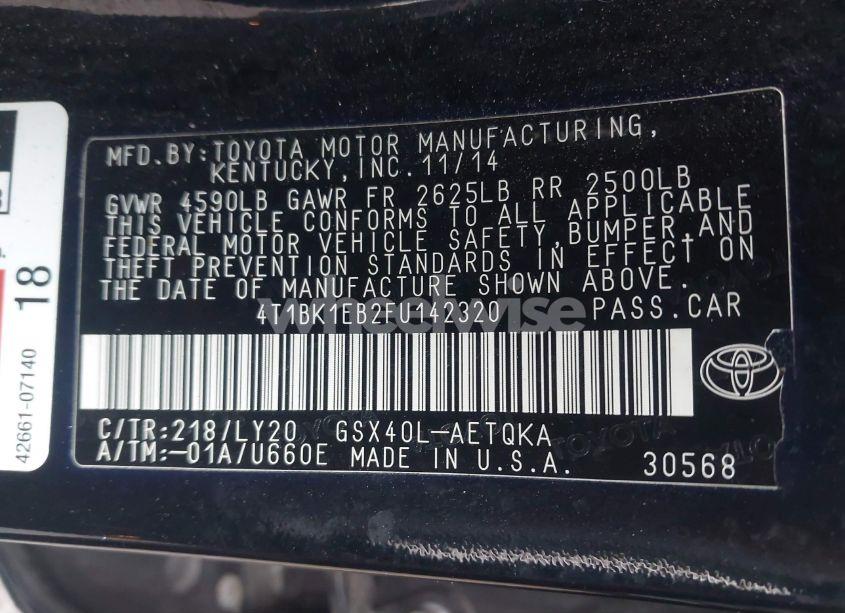 MFD. BY: TOYOTA MOTOR MANUFACTURING,
KENTUCKY, INC. 11/14
GVWR 4590LB GAWR FR 2625LB RR 2500LB
THIS VEHICLE CONFORMS TO ALL APPLICABLE
FEDERAL MOTOR VEHICLE SAFETY, BUMPER, AND
THEFT PREVENTION STANDARDS IN EFFECT ON
THE DATE OF MANUFACTURE SHOWN ABOVE.
4T1BK1EB2FU142320 PASS. CAR
wheelwise
C/TR: 218/LY20 GSX40L-AETQKA
A/TM: -01A/U660E MADE IN U.S.A. 30568
18
42661-07140